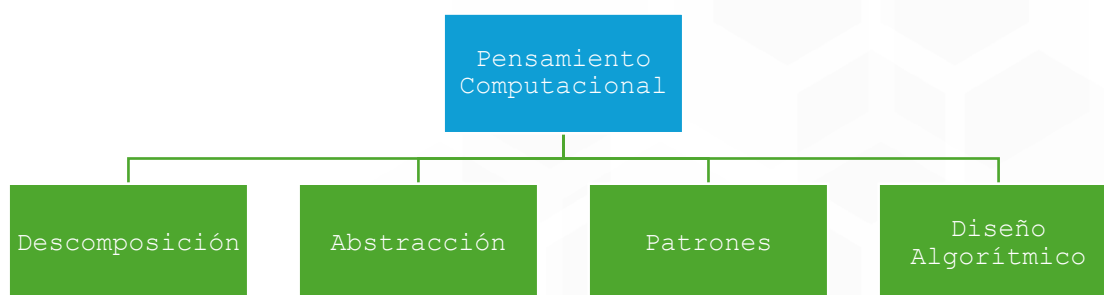 Pensamiento
Computacional
Descomposición
Abstracción
Patrones
Diseño
Algorítmico